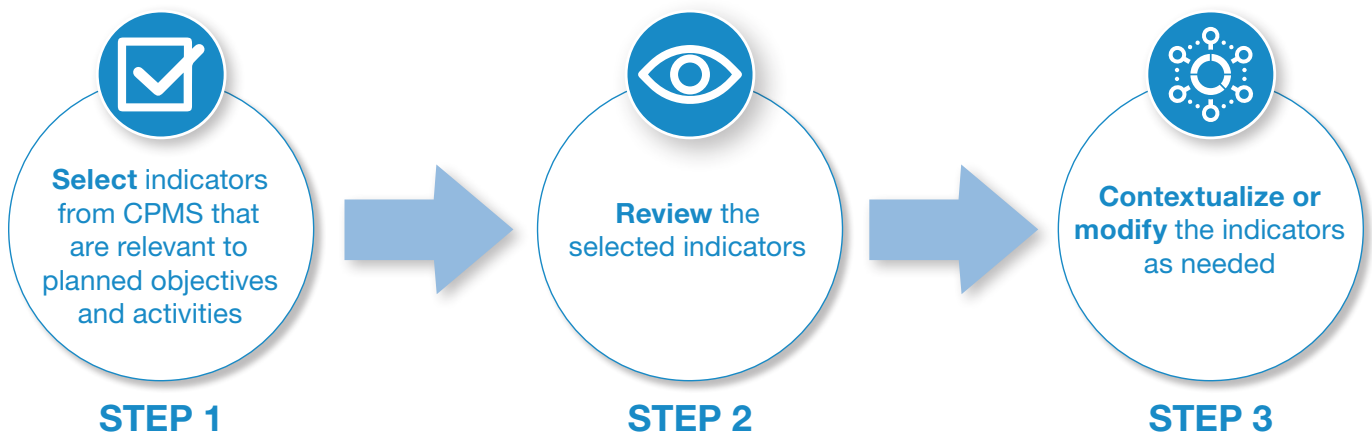 Select indicators
from CPMS that
are relevant to
planned objectives
and activities
STEP 1
Review the
selected indicators
STEP 2
Contextualize or
modify the indicators
as needed
STEP 3